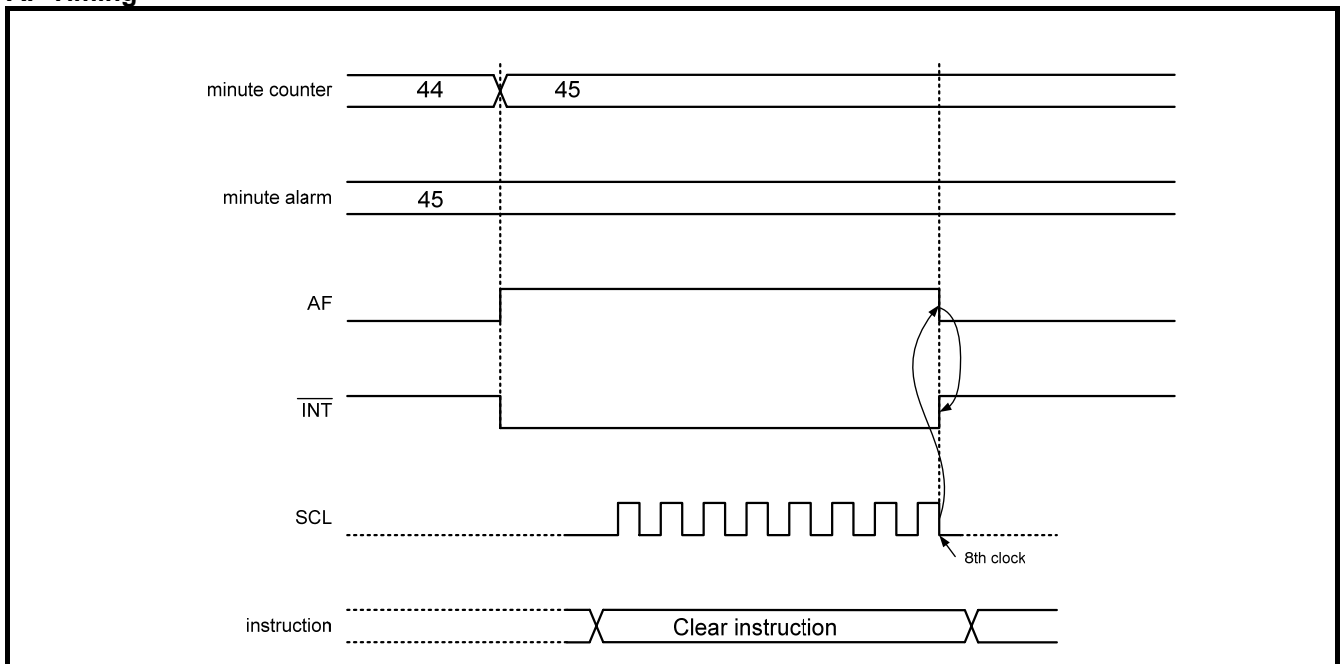 minute counter 44 45
minute alarm 45
AF
INT
SCL
8th clock
instruction Clear instruction